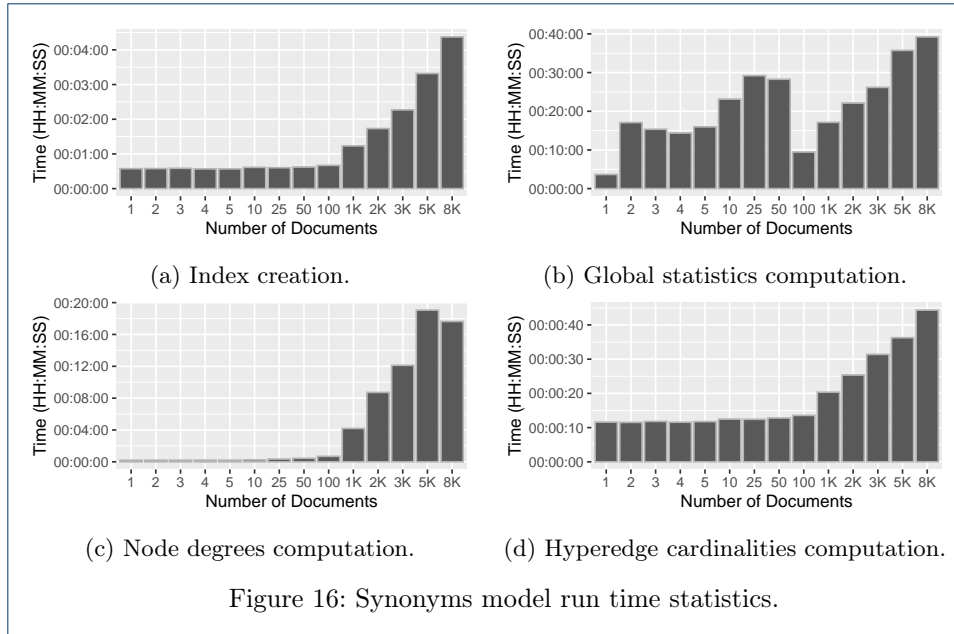 Time (HH:MM:SS)
00:04:00
00:03:00
00:02:00
00:01:00
00:00:00
1 2 3 4 5 10 25 50 100 1K 2K 3K 5K 8K
Number of Documents
(a) Index creation.
Time (HH:MM:SS)
00:40:00
00:30:00
00:20:00
00:10:00
00:00:00
1 2 3 4 5 10 25 50 100 1K 2K 3K 5K 8K
Number of Documents
(b) Global statistics computation.
Time (HH:MM:SS)
00:20:00
00:16:00
00:12:00
00:08:00
00:04:00
00:00:00
1 2 3 4 5 10 25 50 100 1K 2K 3K 5K 8K
Number of Documents
(c) Node degrees computation.
Time (HH:MM:SS)
00:00:40
00:00:30
00:00:20
00:00:10
00:00:00
1 2 3 4 5 10 25 50 100 1K 2K 3K 5K 8K
Number of Documents
(d) Hyperedge cardinalities computation.
Figure 16: Synonyms model run time statistics.